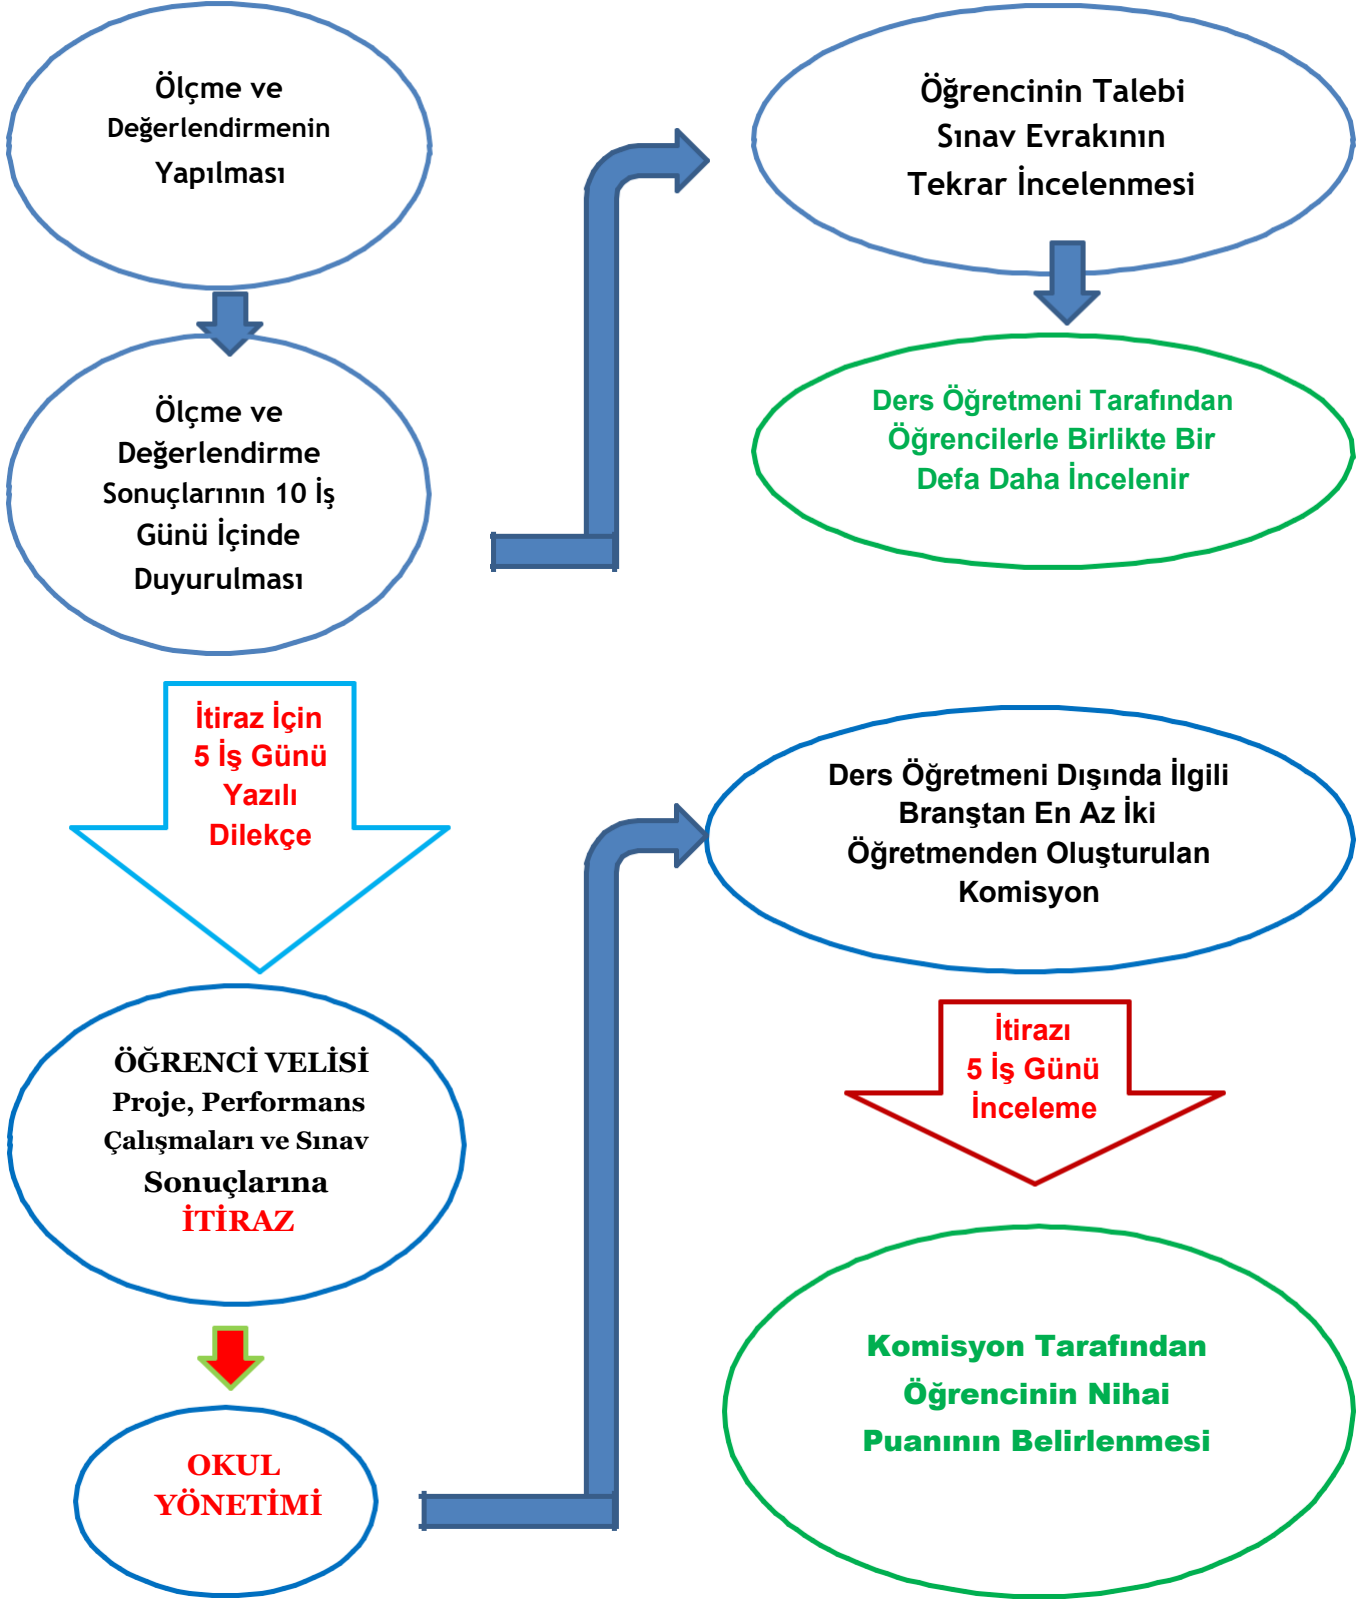 Ölçme ve
Değerlendirmenin
Yapılması
Öğrencinin Talebi
Sınav Evrakının
Tekrar İncelenmesi
Ölçme ve
Değerlendirme
Sonuçlarının 10 İş
Günü İçinde
Duyurulması
Ders Öğretmeni Tarafından
Öğrencilerle Birlikte Bir
Defa Daha İncelenir
İtiraz İçin
5 İş Günü
Yazılı
Dilekçe
ÖĞRENCİ VELİSİ
Proje, Performans
Çalışmaları ve Sınav
Sonuçlarına
İTİRAZ
OKUL
YÖNETİMİ
Ders Öğretmeni Dışında İlgili
Branştan En Az İki
Öğretmenden Oluşturulan
Komisyon
İtirazı
5 İş Günü
İnceleme
Komisyon Tarafından
Öğrencinin Nihai
Puanının Belirlenmesi